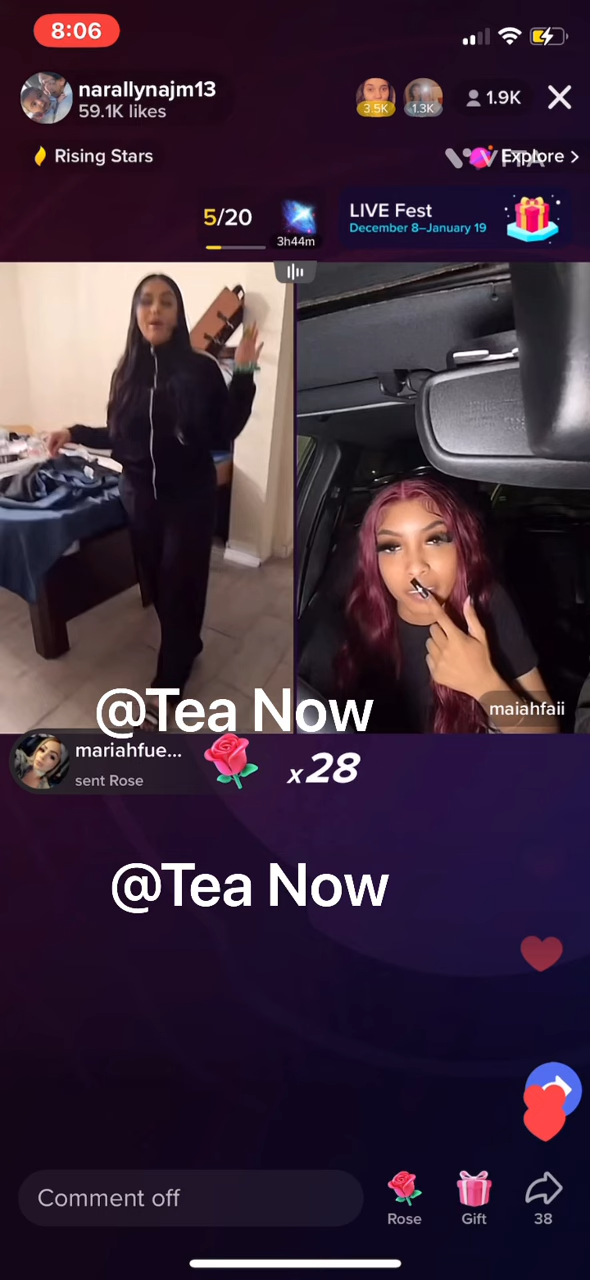 8:06
narallynajm13
59.1K likes
3.5K
1.3K
1.9K
Rising Stars
VITA
Explore >
5/20
3h44m
LIVE Fest
December 8–January 19
@Tea Now
maiahfaii
mariahfue...
sent Rose
x28
@Tea Now
Comment off
Rose
Gift
38